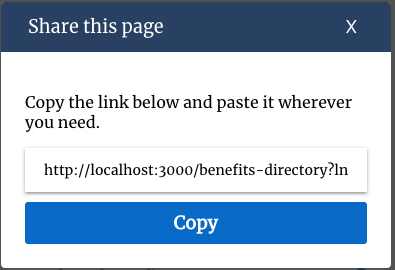 Share this page X
Copy the link below and paste it wherever
you need.
http://localhost:3000/benefits-directory?ln
Copy